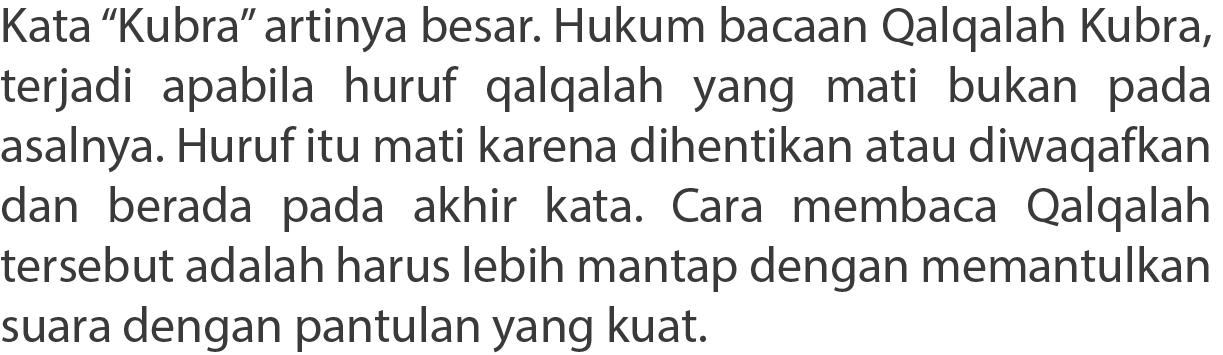 Kata “Kubra” artinya besar. Hukum bacaan Qalqalah Kubra,
terjadi apabila huruf qalqalah yang mati bukan pada
asalnya. Huruf itu mati karena dihentikan atau diwaqafkan
dan berada pada akhir kata. Cara membaca Qalqalah
tersebut adalah harus lebih mantap dengan memantulkan
suara dengan pantulan yang kuat.